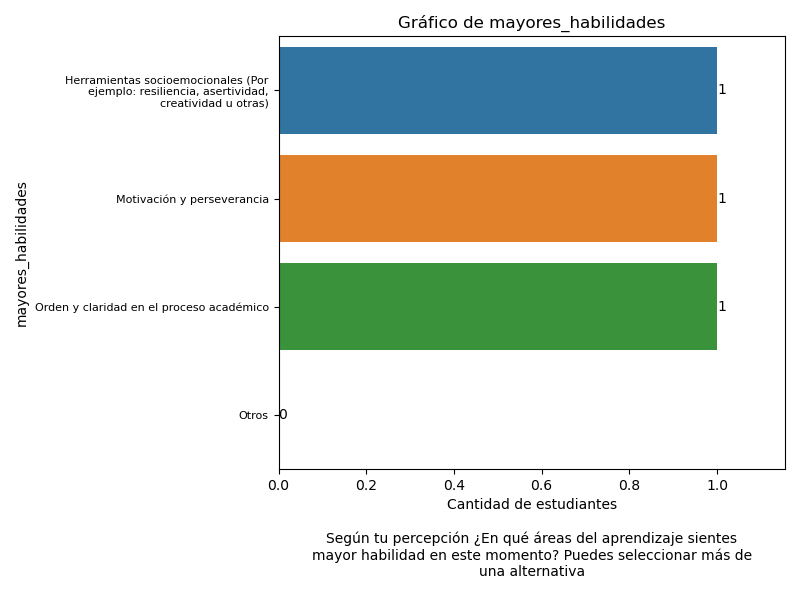 Gráfico de mayores_habilidades
Herramientas socioemocionales (Por
ejemplo: resiliencia, asertividad,
creatividad u otras)
1
Motivación y perseverancia
1
mayores_habilidades
Orden y claridad en el proceso académico
1
Otros
0
0.0 0.2 0.4 0.6 0.8 1.0
Cantidad de estudiantes
Según tu percepción ¿En qué áreas del aprendizaje sientes
mayor habilidad en este momento? Puedes seleccionar más de
una alternativa